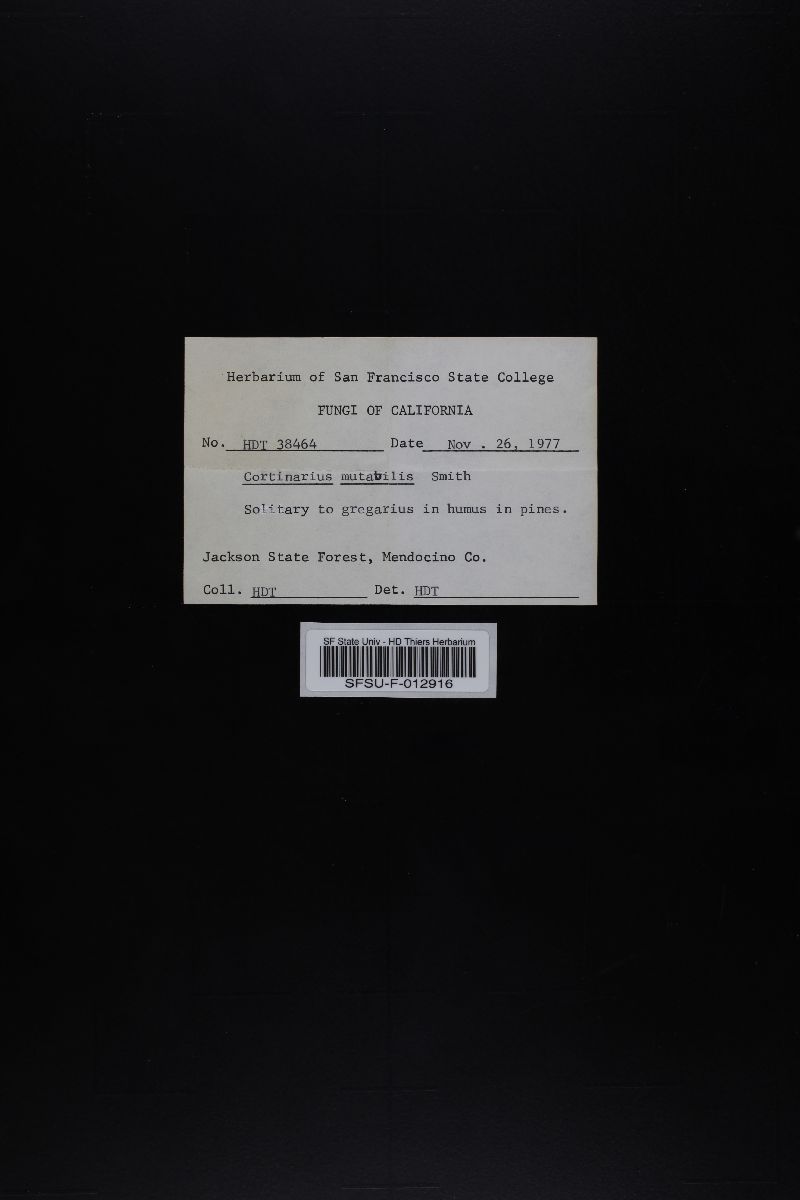 Herbarium of San Francisco State College
FUNGI OF CALIFORNIA
No. HDT 38464 Date Nov . 26, 1977
Cortinarius mutabilis Smith
Solitary to gregarius in humus in pines.
Jackson State Forest, Mendocino Co.
Coll. HDT Det. HDT
SF State Univ - HD Thiers Herbarium
SFSU-F-012916